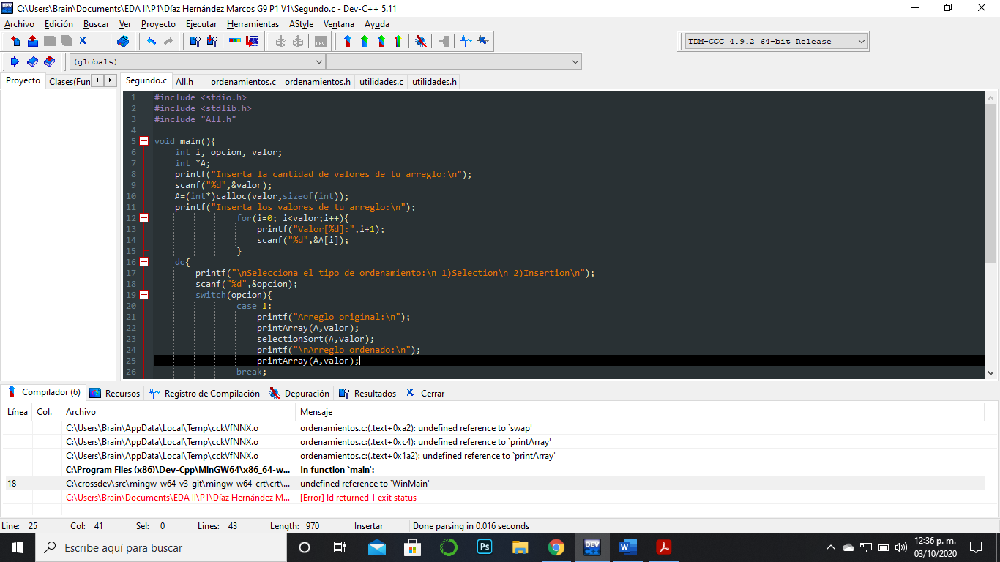 C:\Users\Brain\Documents\EDA II\P1\Díaz Hernández Marcos G9 P1 V1\Segundo.c - Dev-C++ 5.11
Archivo Edición Buscar Ver Proyecto Ejecutar Herramientas AStyle Ventana Ayuda
TDM-GCC 4.9.2 64-bit Release
(globals)
Proyecto Clases(Fun
Segundo.c All.h ordenamientos.c ordenamientos.h utilidades.c utilidades.h
1 #include <stdio.h>
2 #include <stdlib.h>
3 #include "All.h"
4
5 void main(){
6 int i, opcion, valor;
7 int *A;
8 printf("Inserta la cantidad de valores de tu arreglo:\n");
9 scanf("%d",&valor);
10 A=(int*)calloc(valor,sizeof(int));
11 printf("Inserta los valores de tu arreglo:\n");
12 for(i=0; i<valor;i++){
13 printf("Valor[%d]:",i+1);
14 scanf("%d",&A[i]);
15 }
16 do{
17 printf("\nSelecciona el tipo de ordenamiento:\n 1)Selection\n 2)Insertion\n");
18 scanf("%d",&opcion);
19 switch(opcion){
20 case 1:
21 printf("Arreglo original:\n");
22 printArray(A,valor);
23 selectionSort(A,valor);
24 printf("\nArreglo ordenado:\n");
25 printArray(A,valor);
26 break;
Compilador (6) Recursos Registro de Compilación Depuración Resultados Cerrar
Línea Col. Archivo Mensaje
C:\Users\Brain\AppData\Local\Temp\cckVfNNX.o ordenamientos.c:(.text+0xa2): undefined reference to `swap'
C:\Users\Brain\AppData\Local\Temp\cckVfNNX.o ordenamientos.c:(.text+0xc4): undefined reference to `printArray'
C:\Users\Brain\AppData\Local\Temp\cckVfNNX.o ordenamientos.c:(.text+0x1a2): undefined reference to `printArray'
C:\Program Files (x86)\Dev-Cpp\MinGW64\x86_64-w... In function `main':
18 C:\crossdev\src\mingw-w64-v3-git\mingw-w64-crt\crt\... undefined reference to `WinMain'
C:\Users\Brain\Documents\EDA II\P1\Díaz Hernández M... [Error] ld returned 1 exit status
Line: 25 Col: 41 Sel: 0 Lines: 43 Length: 970 Insertar Done parsing in 0.016 seconds
Escribe aquí para buscar
Ps
DEV
W
12:36 p. m.
03/10/2020